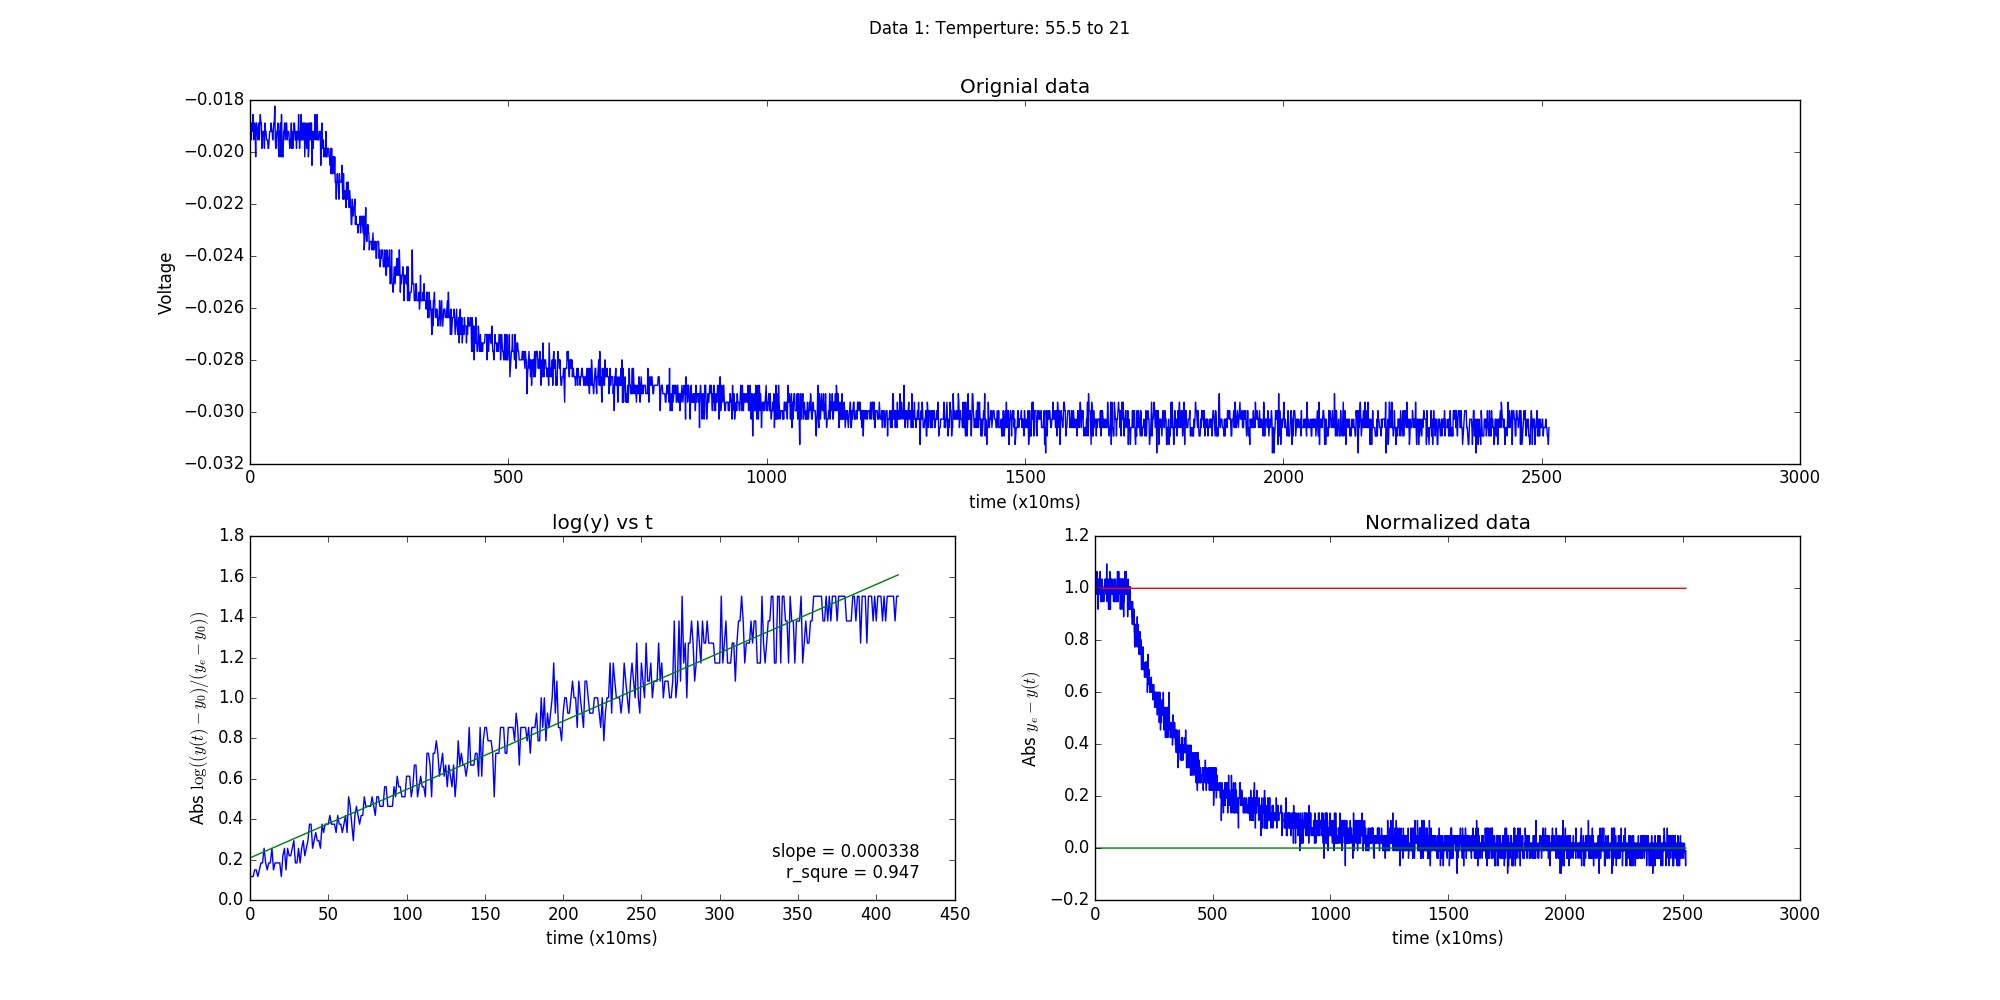 Data 1: Temperture: 55.5 to 21
Orignial data
−0.018
−0.020
−0.022
−0.024
−0.026
−0.028
−0.030
−0.032
Voltage
0 500 1000 1500 2000 2500 3000
time (x10ms)
log(y) vs t
1.8
1.6
1.4
1.2
1.0
0.8
0.6
0.4
0.2
0.0
Abs log((y(t) − y₀)/(yₑ − y₀))
slope = 0.000338
r_squre = 0.947
0 50 100 150 200 250 300 350 400 450
time (x10ms)
Normalized data
1.2
1.0
0.8
0.6
0.4
0.2
0.0
−0.2
Abs yₑ − y(t)
0 500 1000 1500 2000 2500 3000
time (x10ms)